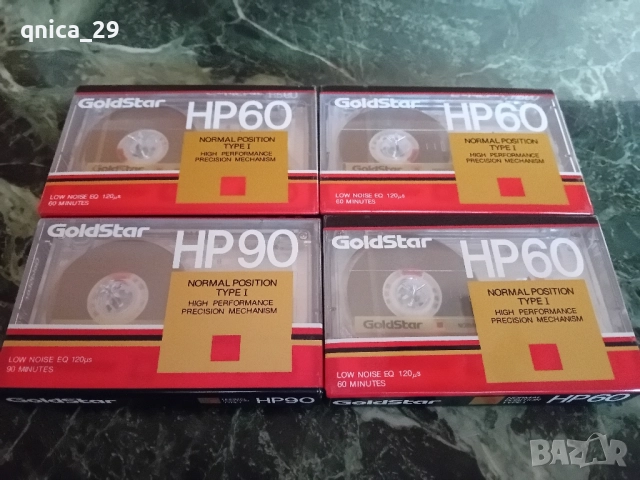 qnica_29
GoldStar
HP60
NORMAL POSITION
TYPE I
HIGH PERFORMANCE
PRECISION MECHANISM
LOW NOISE EQ 120µs
60 MINUTES
GoldStar
HP60
NORMAL POSITION
TYPE I
HIGH PERFORMANCE
PRECISION MECHANISM
LOW NOISE EQ 120µs
60 MINUTES
GoldStar
HP90
NORMAL POSITION
TYPE I
HIGH PERFORMANCE
PRECISION MECHANISM
LOW NOISE EQ 120µs
90 MINUTES
GoldStar
HP90
GoldStar
HP60
NORMAL POSITION
TYPE I
HIGH PERFORMANCE
PRECISION MECHANISM
GoldStar
LOW NOISE EQ 120µs
60 MINUTES
GoldStar
HP60
BAZAR